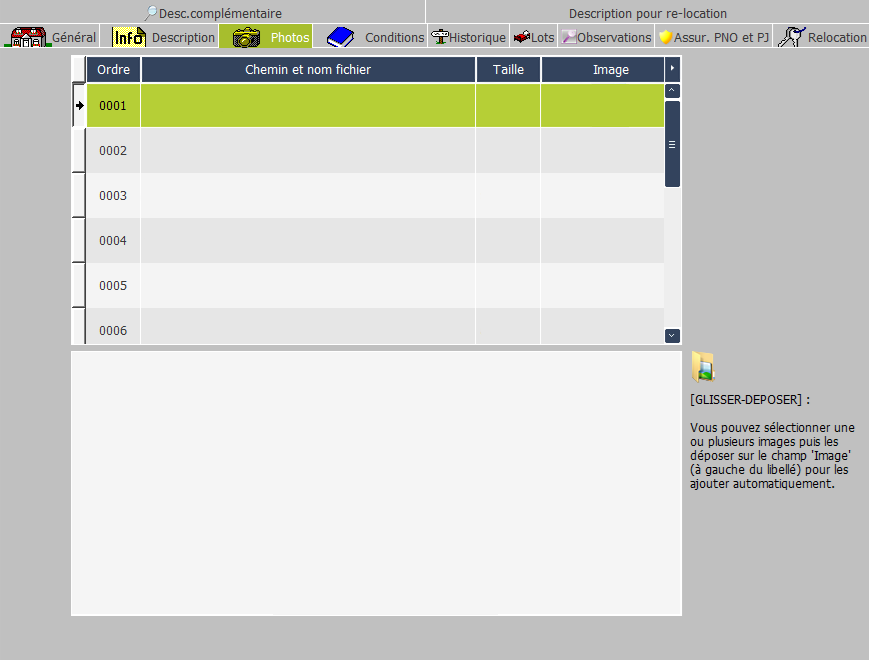 Desc.complémentaire
Description pour re-location
Général
Info
Description
Photos
Conditions
Historique
Lots
Observations
Assur. PNO et PJ
Relocation
Ordre
Chemin et nom fichier
Taille
Image
0001
0002
0003
0004
0005
0006
[GLISSER-DEPOSER] :
Vous pouvez sélectionner une
ou plusieurs images puis les
déposer sur le champ 'Image'
(à gauche du libellé) pour les
ajouter automatiquement.